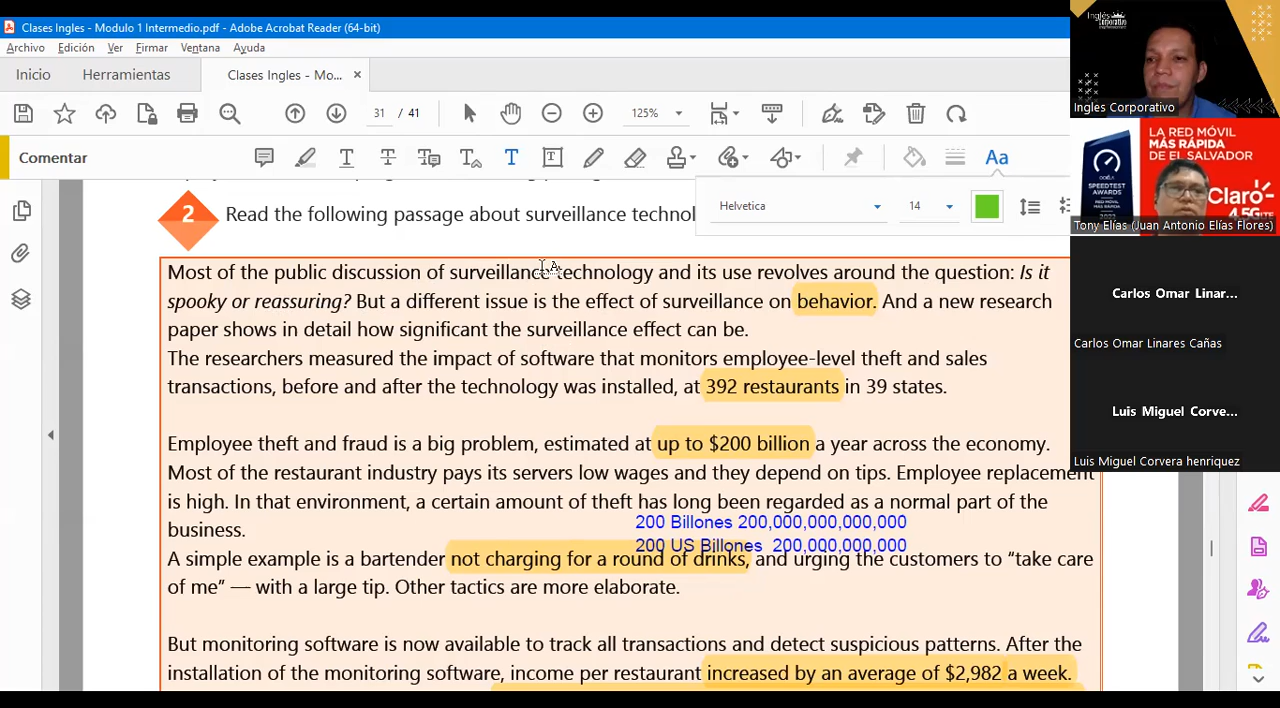 Clases Ingles - Modulo 1 Intermedio.pdf - Adobe Acrobat Reader (64-bit)
Archivo Edición Ver Firmar Ventana Ayuda
Inicio Herramientas Clases Ingles - Mo... ×
31 / 41 125%
Comentar Aa
Helvetica 14
2 Read the following passage about surveillance technol
Most of the public discussion of surveillance technology and its use revolves around the question: Is it
spooky or reassuring? But a different issue is the effect of surveillance on behavior. And a new research
paper shows in detail how significant the surveillance effect can be.
The researchers measured the impact of software that monitors employee-level theft and sales
transactions, before and after the technology was installed, at 392 restaurants in 39 states.
Employee theft and fraud is a big problem, estimated at up to $200 billion a year across the economy.
Most of the restaurant industry pays its servers low wages and they depend on tips. Employee replacement
is high. In that environment, a certain amount of theft has long been regarded as a normal part of the
business.
200 Billones 200,000,000,000,000
200 US Billones 200,000,000,000
A simple example is a bartender not charging for a round of drinks, and urging the customers to “take care
of me” — with a large tip. Other tactics are more elaborate.
But monitoring software is now available to track all transactions and detect suspicious patterns. After the
installation of the monitoring software, income per restaurant increased by an average of $2,982 a week.
Inglés
Corporativo
Ingles Corporativo
LA RED MÓVIL
MÁS RÁPIDA
DE EL SALVADOR
SPEEDTEST
AWARDS
Claro
4.5G LTE
Tony Elías (Juan Antonio Elías Flores)
Carlos Omar Linar...
Carlos Omar Linares Cañas
Luis Miguel Corve...
Luis Miguel Corvera henriquez